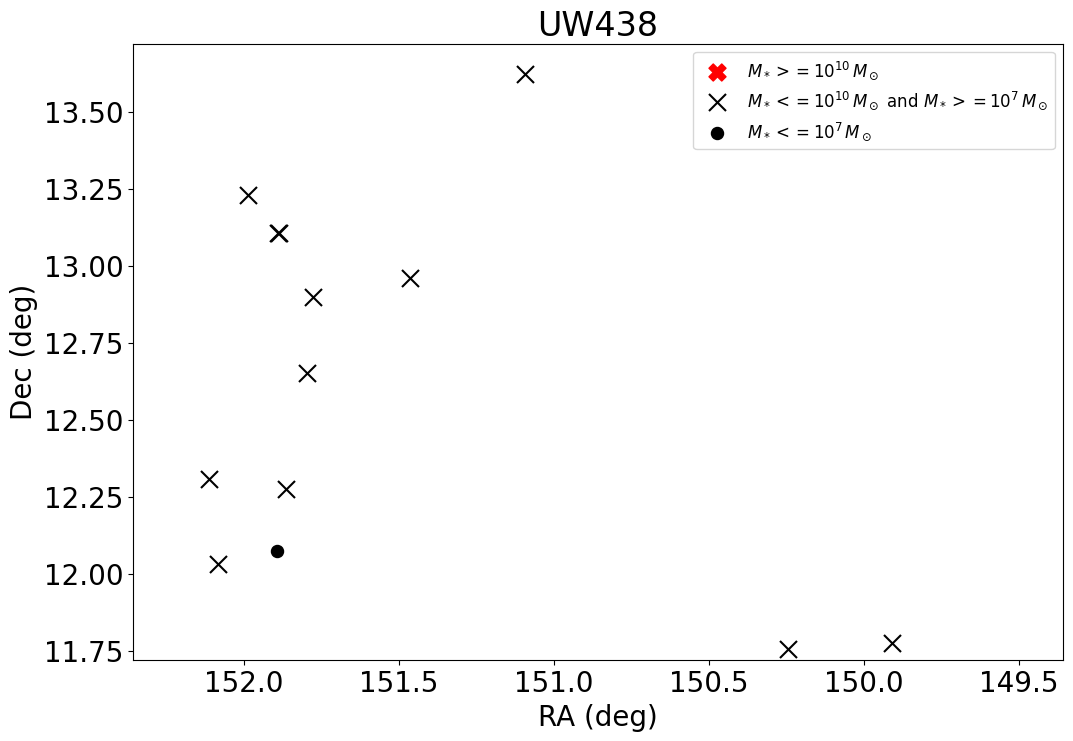 UW438
M* >= 10^10 M⊙
M* <= 10^10 M⊙ and M* >= 10^7 M⊙
M* <= 10^7 M⊙
13.50
13.25
13.00
12.75
12.50
12.25
12.00
11.75
Dec (deg)
152.0 151.5 151.0 150.5 150.0 149.5
RA (deg)